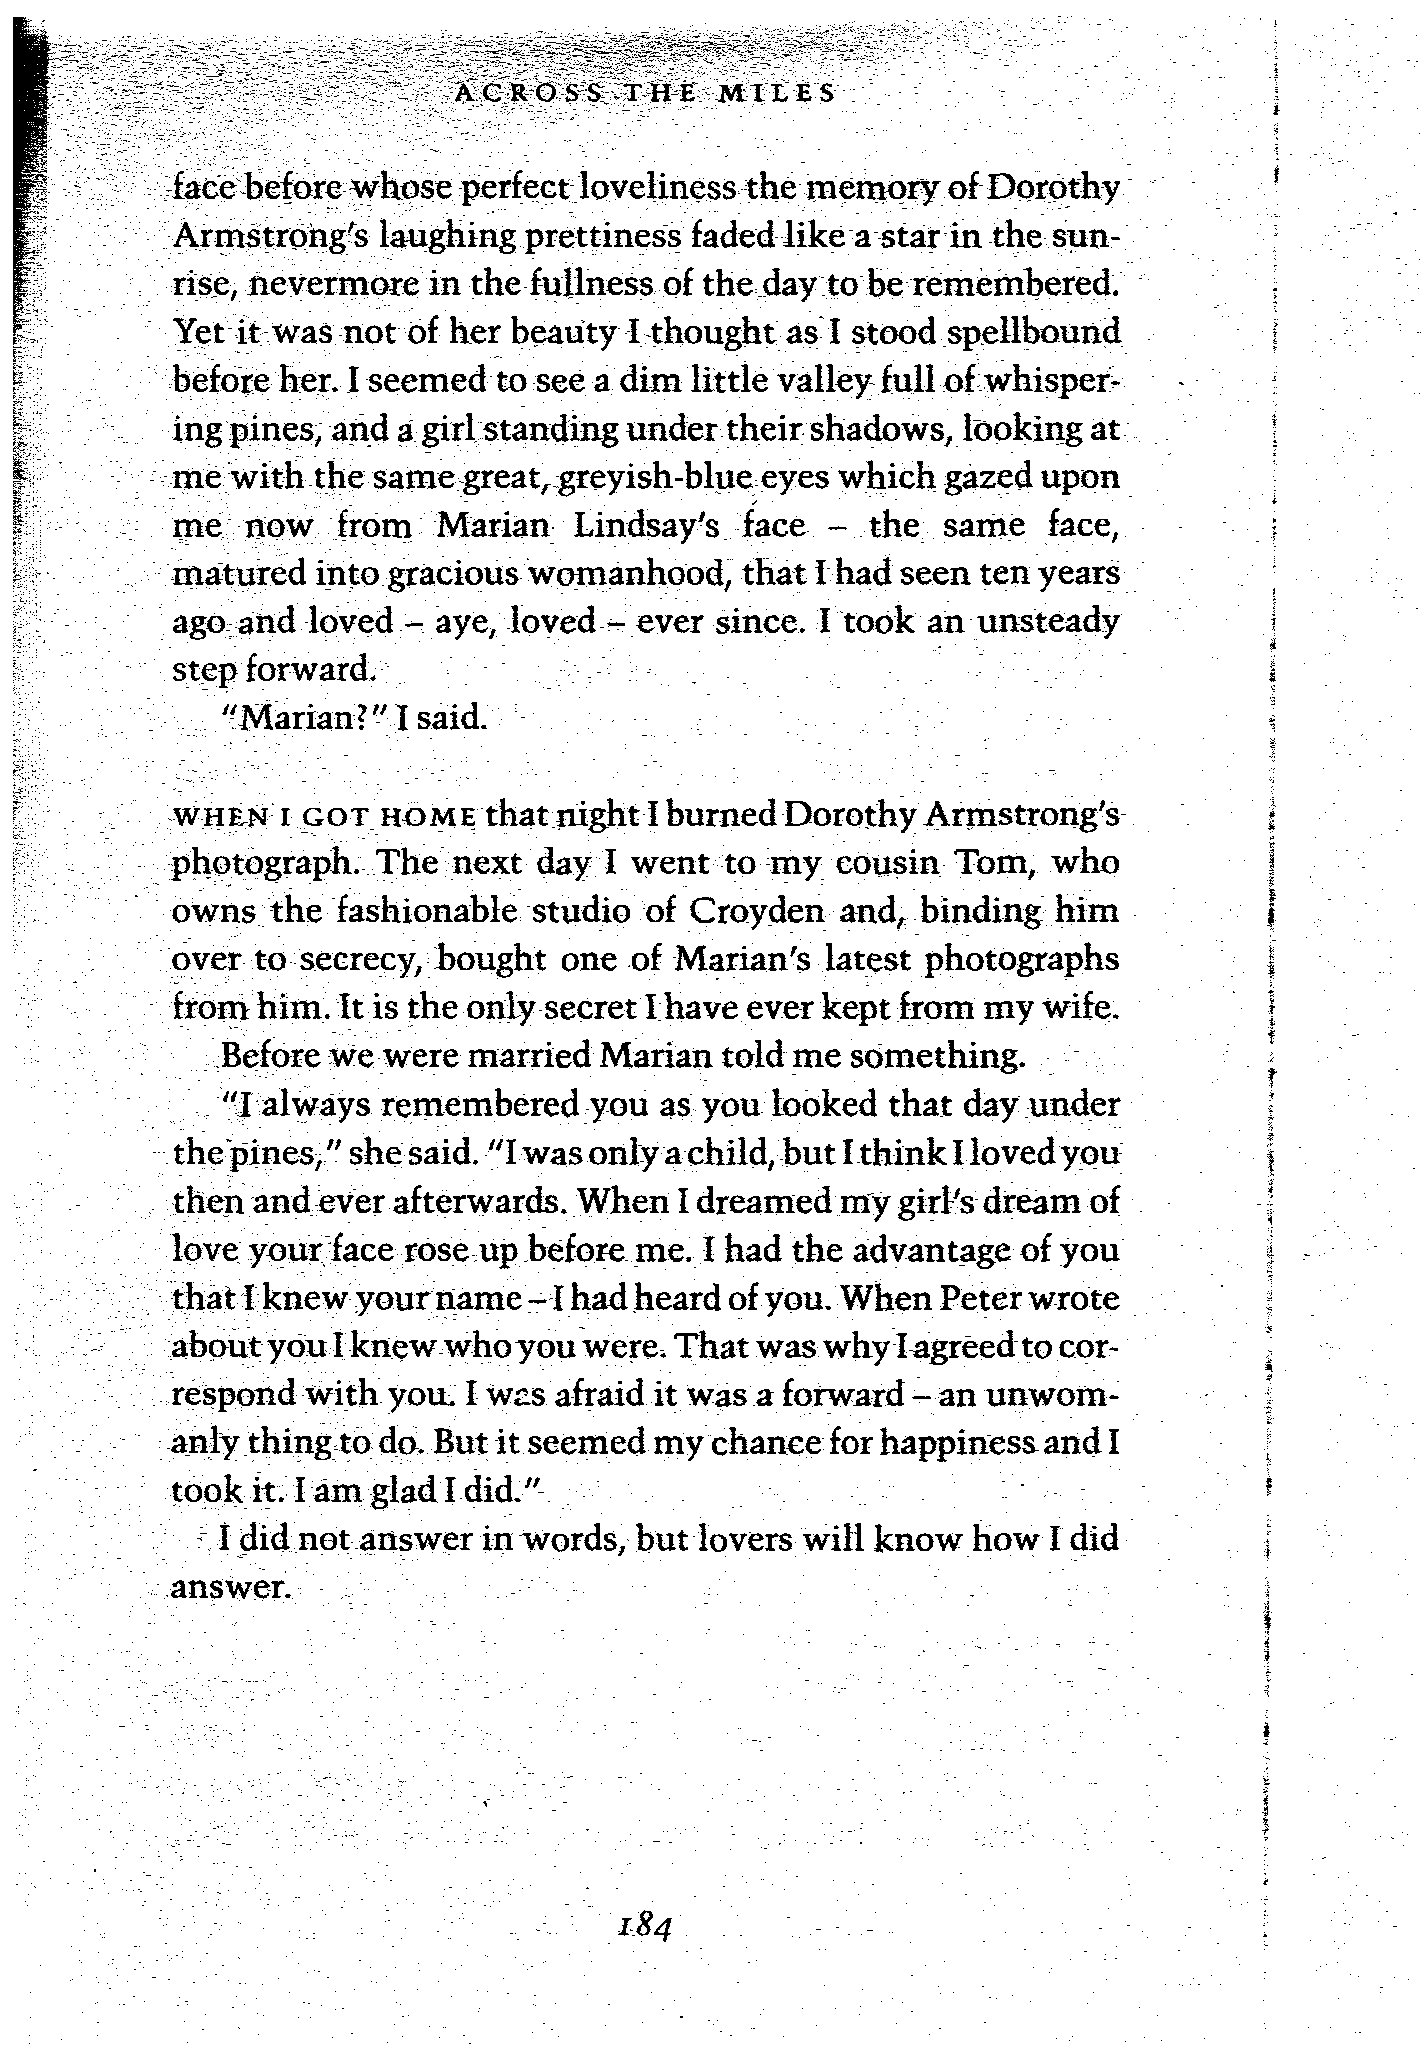 ACROSS THE MILES
face before whose perfect loveliness the memory of Dorothy
Armstrong's laughing prettiness faded like a star in the sun-
rise, nevermore in the fullness of the day to be remembered.
Yet it was not of her beauty I thought as I stood spellbound
before her. I seemed to see a dim little valley full of whisper-
ing pines, and a girl standing under their shadows, looking at
me with the same great, greyish-blue eyes which gazed upon
me now from Marian Lindsay's face – the same face,
matured into gracious womanhood, that I had seen ten years
ago and loved – aye, loved – ever since. I took an unsteady
step forward.
"Marian?" I said.
WHEN I GOT HOME that night I burned Dorothy Armstrong's
photograph. The next day I went to my cousin Tom, who
owns the fashionable studio of Croyden and, binding him
over to secrecy, bought one of Marian's latest photographs
from him. It is the only secret I have ever kept from my wife.
Before we were married Marian told me something.
"I always remembered you as you looked that day under
the pines," she said. "I was only a child, but I think I loved you
then and ever afterwards. When I dreamed my girl's dream of
love your face rose up before me. I had the advantage of you
that I knew your name – I had heard of you. When Peter wrote
about you I knew who you were. That was why I agreed to cor-
respond with you. I was afraid it was a forward – an unwom-
anly thing to do. But it seemed my chance for happiness and I
took it. I am glad I did."
I did not answer in words, but lovers will know how I did
answer.
184